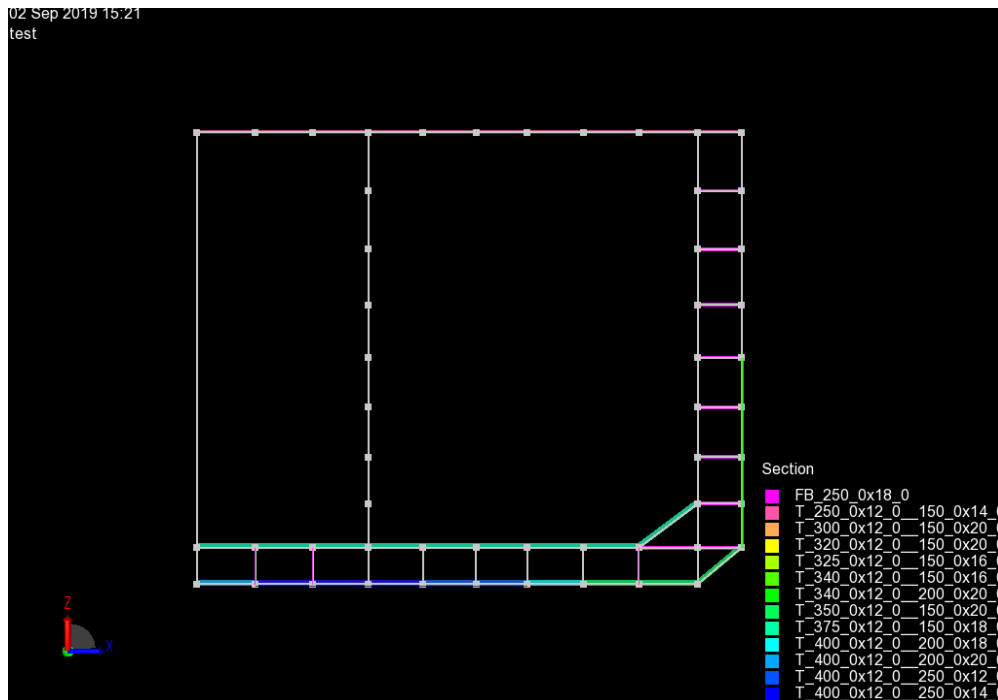 02 Sep 2019 15:21
test
Section
FB_250_0x18_0
T_250_0x12_0__150_0x14_0
T_300_0x12_0__150_0x20_
T_320_0x12_0__150_0x20_
T_325_0x12_0__150_0x16_
T_340_0x12_0__150_0x16_
T_340_0x12_0__200_0x20_
T_350_0x12_0__150_0x20_
T_375_0x12_0__150_0x18_
T_400_0x12_0__200_0x18_
T_400_0x12_0__200_0x20_
T_400_0x12_0__250_0x12_
T_400_0x12_0__250_0x14_
Z
X